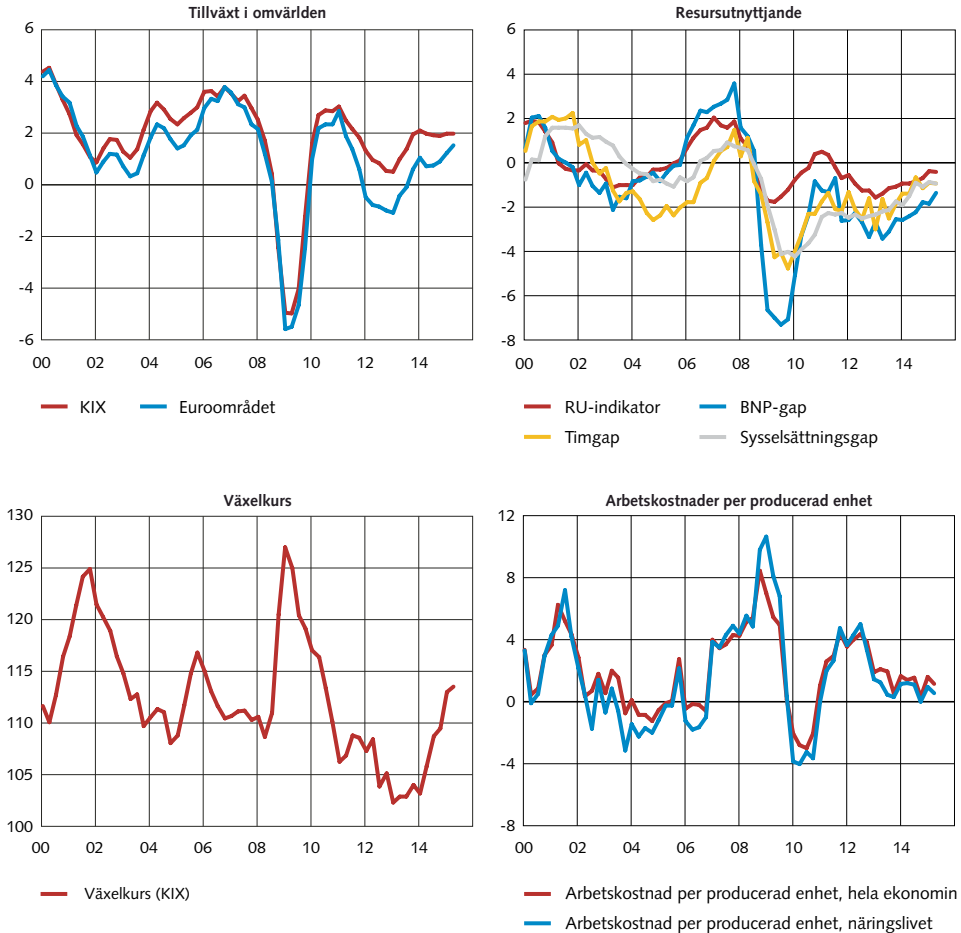 Tillväxt i omvärlden
6
4
2
0
-2
-4
-6
00 02 04 06 08 10 12 14
KIX Euroområdet
Resursutnyttjande
6
4
2
0
-2
-4
-6
-8
00 02 04 06 08 10 12 14
RU-indikator BNP-gap
Timgap Sysselsättningsgap
Växelkurs
130
125
120
115
110
105
100
00 02 04 06 08 10 12 14
Växelkurs (KIX)
Arbetskostnader per producerad enhet
12
8
4
0
-4
-8
00 02 04 06 08 10 12 14
Arbetskostnad per producerad enhet, hela ekonomin
Arbetskostnad per producerad enhet, näringslivet